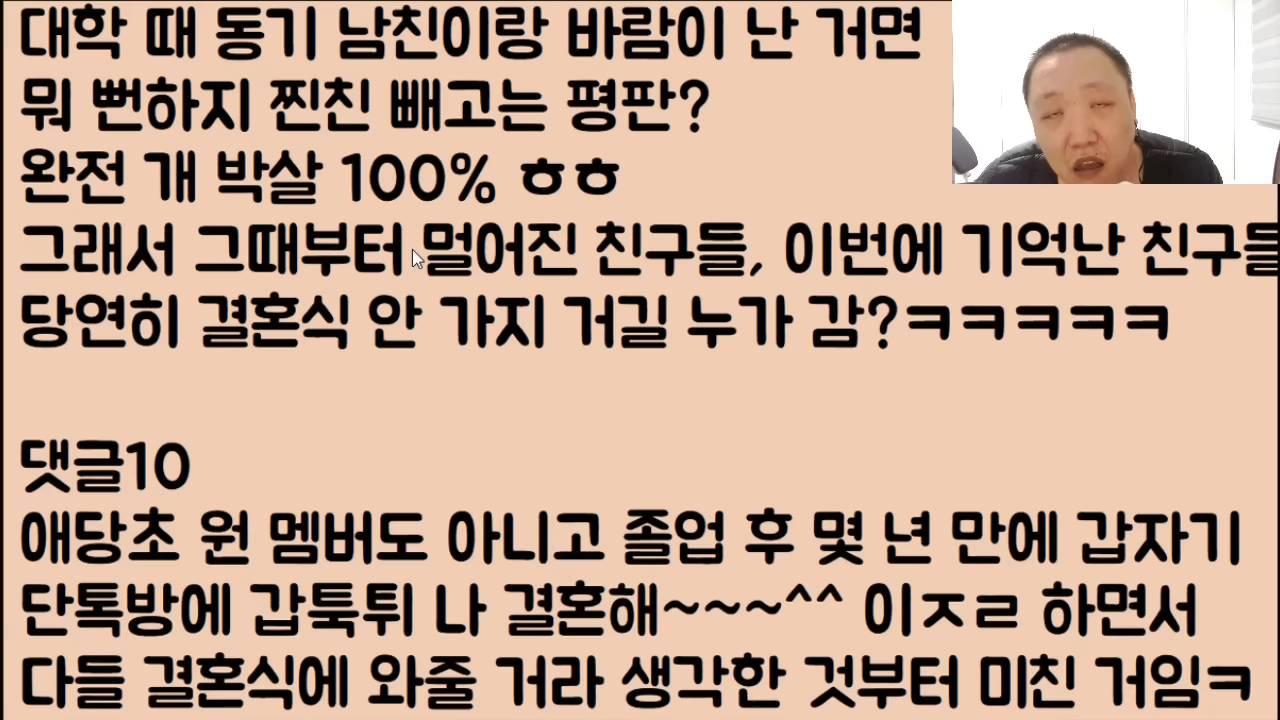 대학 때 동기 남친이랑 바람이 난 거면
뭐 뻔하지 찐친 빼고는 평판?
완전 개 박살 100% ㅎㅎ
그래서 그때부터 멀어진 친구들, 이번에 기억난 친구들
당연히 결혼식 안 가지 거길 누가 감?ㅋㅋㅋㅋㅋ
댓글10
애당초 원 멤버도 아니고 졸업 후 몇 년 만에 갑자기
단톡방에 갑툭튀 나 결혼해~~~^^ 이ㅈㄹ 하면서
다들 결혼식에 와줄 거라 생각한 것부터 미친 거임ㅋ